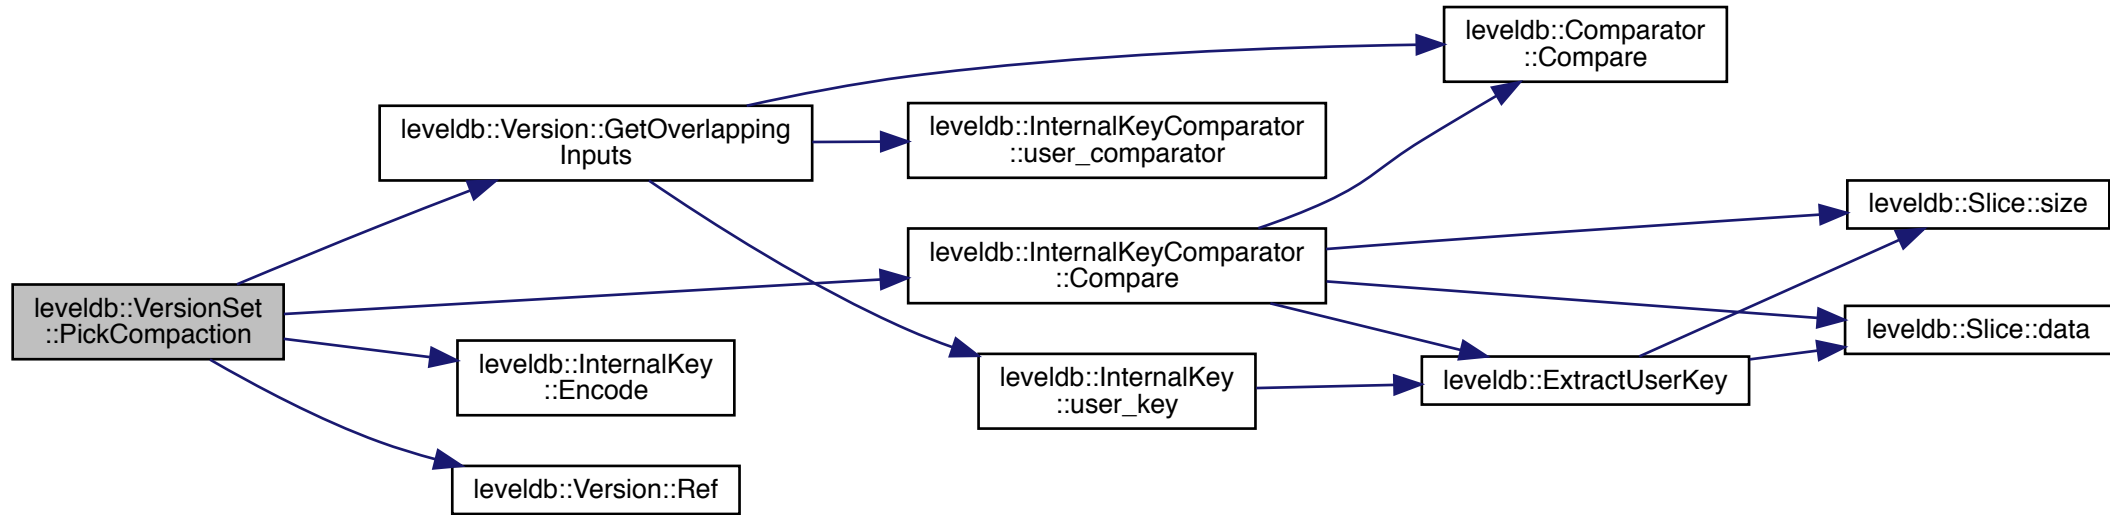 leveldb::VersionSet
::PickCompaction
leveldb::Version::GetOverlapping
Inputs
leveldb::InternalKey
::Encode
leveldb::Version::Ref
leveldb::InternalKeyComparator
::user_comparator
leveldb::InternalKeyComparator
::Compare
leveldb::InternalKey
::user_key
leveldb::Comparator
::Compare
leveldb::ExtractUserKey
leveldb::Slice::size
leveldb::Slice::data